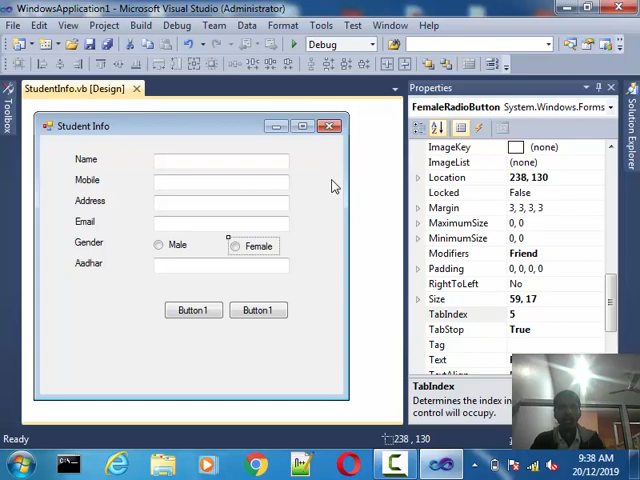 WindowsApplication1 - Microsoft Visual Studio (Administrator)
File Edit View Project Build Debug Team Data Format Tools Test Window Help
Debug
StudentInfo.vb [Design]
Properties
Toolbox
Solution Explorer
FemaleRadioButton System.Windows.Forms
Student Info
Name
Mobile
Address
Email
Gender
Male
Female
Aadhar
Button1
Button1
ImageKey (none)
ImageList (none)
Location 238, 130
Locked False
Margin 3, 3, 3, 3
MaximumSize 0, 0
MinimumSize 0, 0
Modifiers Friend
Padding 0, 0, 0, 0
RightToLeft No
Size 59, 17
TabIndex 5
TabStop True
Tag
Text
TabIndex
Determines the index in
control will occupy.
Ready
238 , 130
9:38 AM
20/12/2019